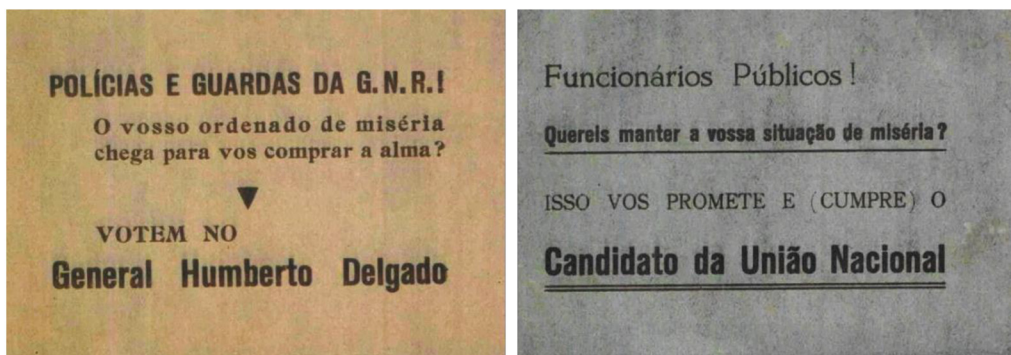 POLÍCIAS E GUARDAS DA G.N.R.!
O vosso ordenado de miséria
chega para vos comprar a alma?
VOTEM NO
General Humberto Delgado
Funcionários Públicos!
Quereis manter a vossa situação de miséria?
ISSO VOS PROMETE E (CUMPRE) O
Candidato da União Nacional